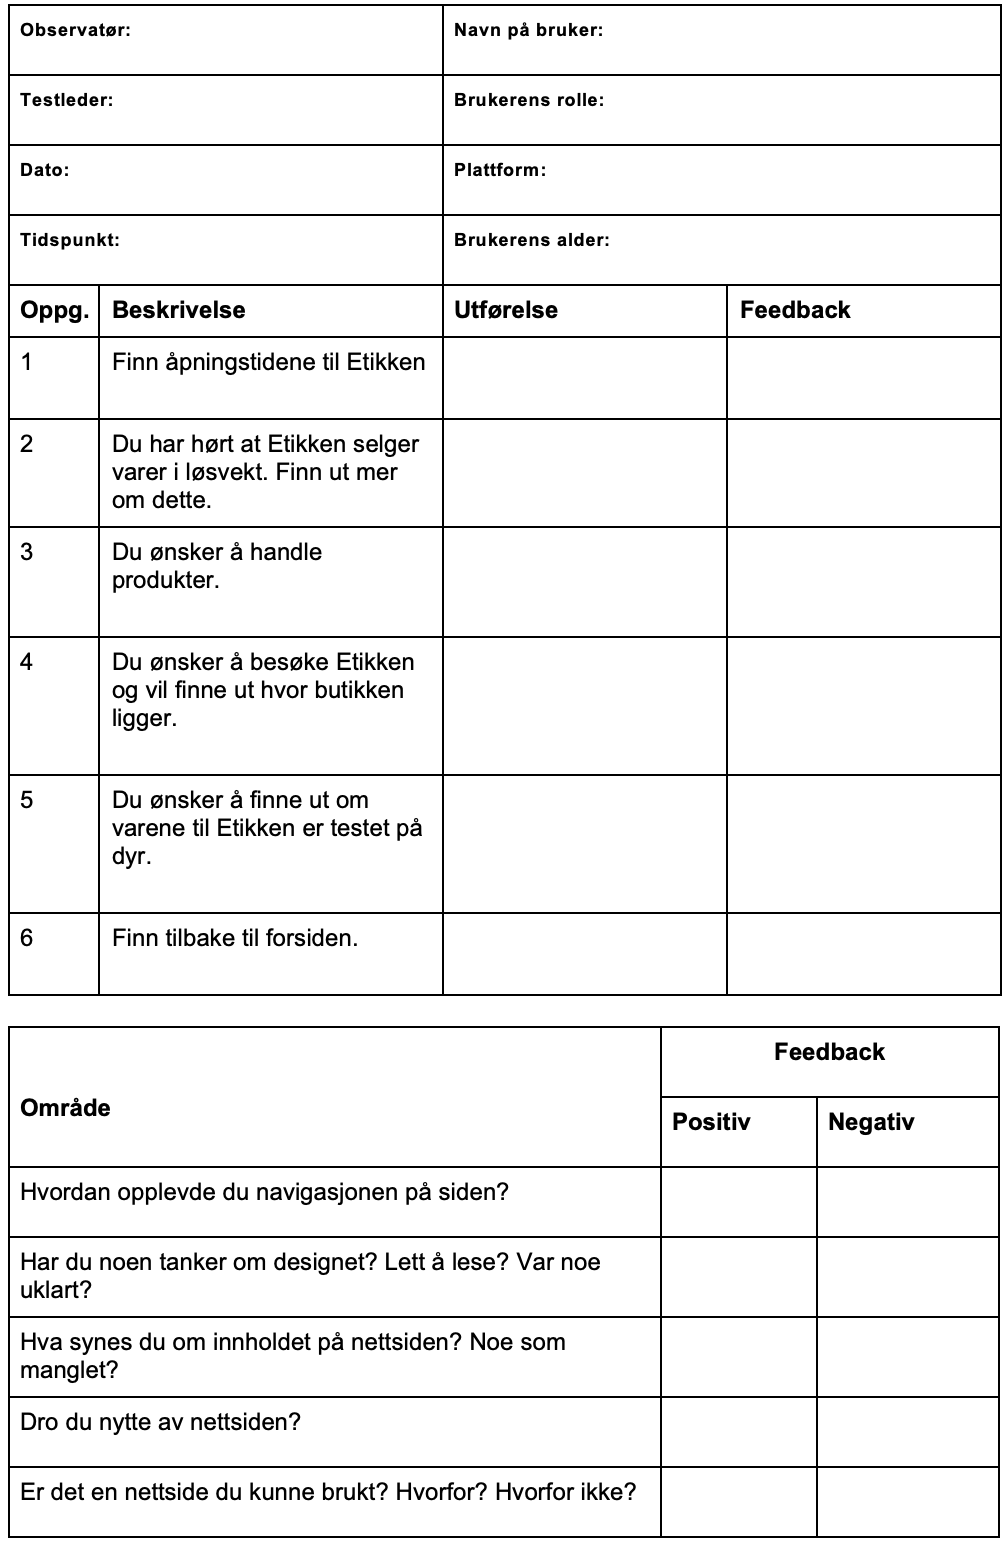 Observatør:
Navn på bruker:
Testleder:
Brukerens rolle:
Dato:
Plattform:
Tidspunkt:
Brukerens alder:
Oppg.
Beskrivelse
Utførelse
Feedback
1
Finn åpningstidene til Etikken
2
Du har hørt at Etikken selger
varer i løsvekt. Finn ut mer
om dette.
3
Du ønsker å handle
produkter.
4
Du ønsker å besøke Etikken
og vil finne ut hvor butikken
ligger.
5
Du ønsker å finne ut om
varene til Etikken er testet på
dyr.
6
Finn tilbake til forsiden.
Område
Feedback
Positiv
Negativ
Hvordan opplevde du navigasjonen på siden?
Har du noen tanker om designet? Lett å lese? Var noe
uklart?
Hva synes du om innholdet på nettsiden? Noe som
manglet?
Dro du nytte av nettsiden?
Er det en nettside du kunne brukt? Hvorfor? Hvorfor ikke?